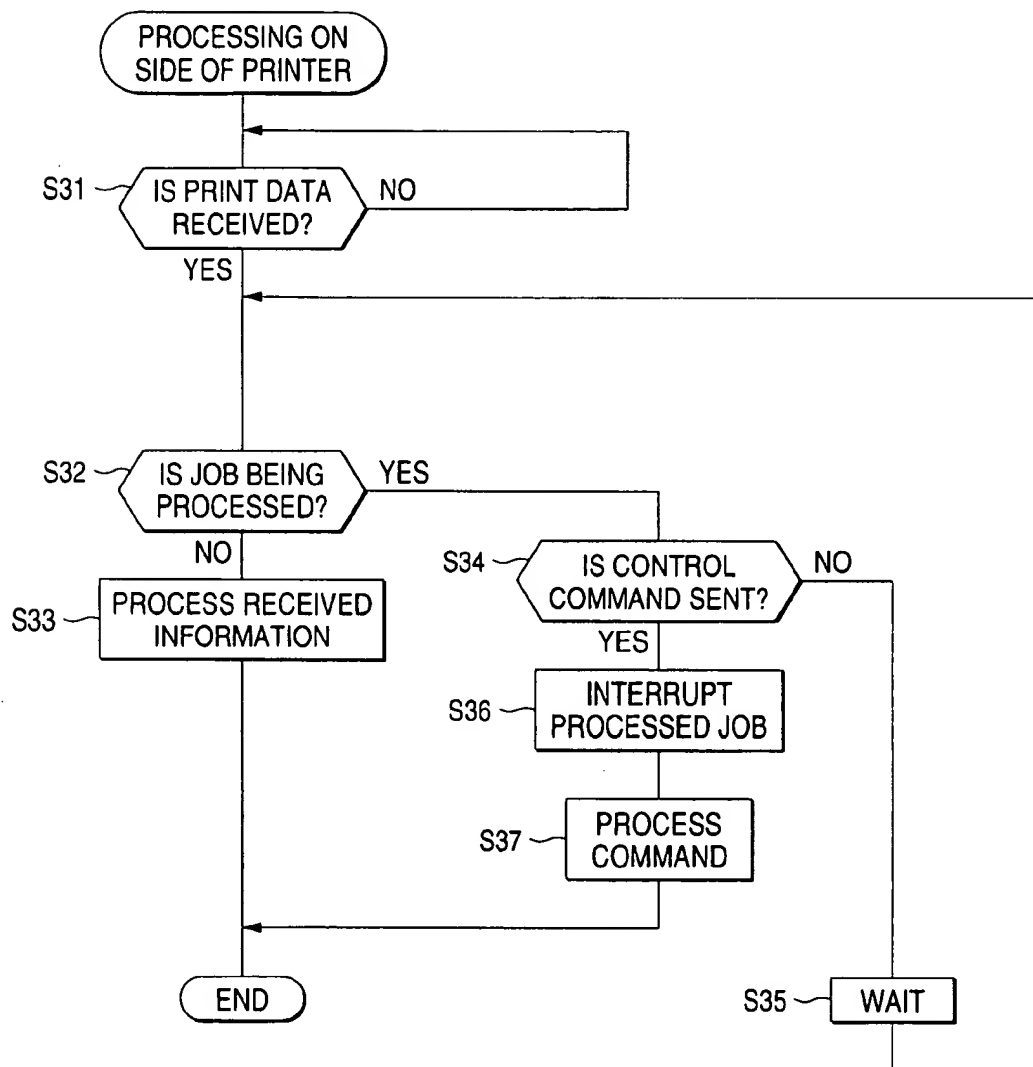 PROCESSING ON
SIDE OF PRINTER
S31
IS PRINT DATA
RECEIVED?
NO
YES
S32
IS JOB BEING
PROCESSED?
YES
NO
S33
PROCESS RECEIVED
INFORMATION
S34
IS CONTROL
COMMAND SENT?
NO
YES
S36
INTERRUPT
PROCESSED JOB
S37
PROCESS
COMMAND
END
S35
WAIT